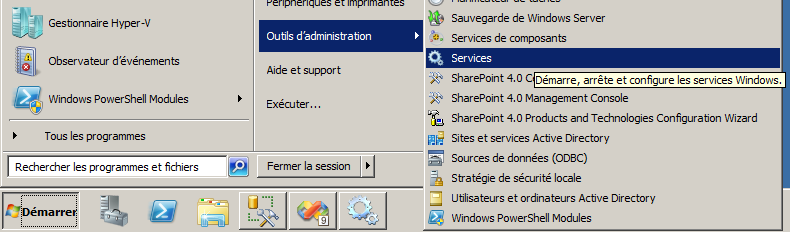 Gestionnaire Hyper-V
Observateur d'événements
Windows PowerShell Modules
Tous les programmes
Rechercher les programmes et fichiers
Périphériques et imprimantes
Outils d'administration
Aide et support
Exécuter...
Fermer la session
Sauvegarde de Windows Server
Services de composants
Services
SharePoint 4.0
Démarre, arrête et configure les services Windows.
SharePoint 4.0 Management Console
SharePoint 4.0 Products and Technologies Configuration Wizard
Sites et services Active Directory
Sources de données (ODBC)
Stratégie de sécurité locale
Utilisateurs et ordinateurs Active Directory
Windows PowerShell Modules
Démarrer
9